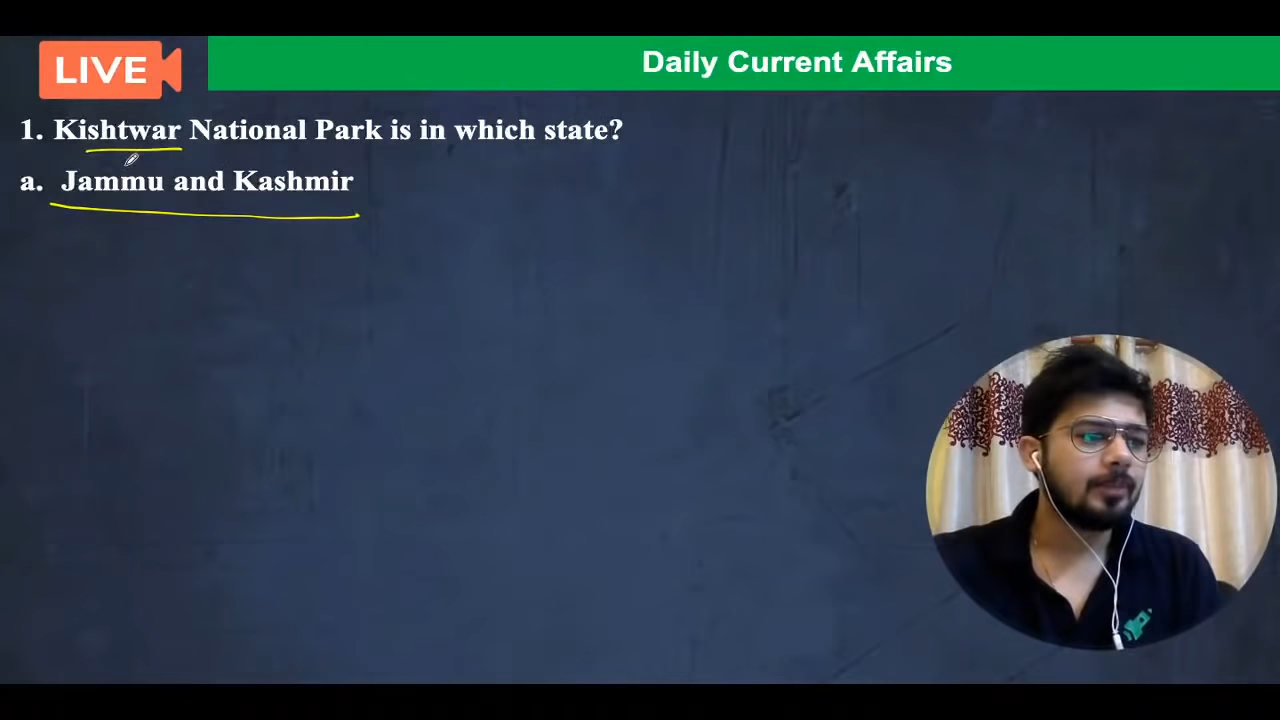 LIVE
Daily Current Affairs
1. Kishtwar National Park is in which state?
a. Jammu and Kashmir